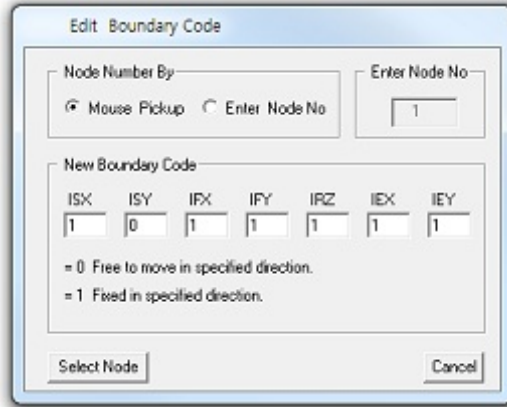 Edit Boundary Code
Node Number By
Mouse Pickup Enter Node No
Enter Node No
1
New Boundary Code
ISX ISY IFX IFY IRZ IEX IEY
1 0 1 1 1 1 1
= 0 Free to move in specified direction.
= 1 Fixed in specified direction.
Select Node Cancel